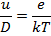 u/D = e/kT